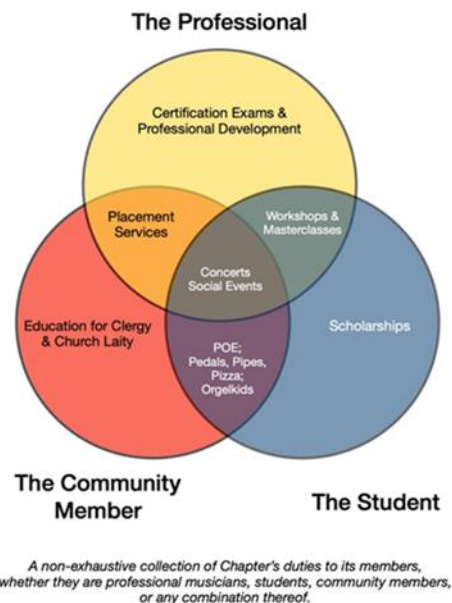 The Professional
Certification Exams &
Professional Development
Placement
Services
Workshops &
Masterclasses
Concerts
Social Events
Education for Clergy
& Church Laity
Scholarships
POE;
Pedals, Pipes,
Pizza;
Orgelkids
The Community
Member
The Student
A non-exhaustive collection of Chapter's duties to its members,
whether they are professional musicians, students, community members,
or any combination thereof.